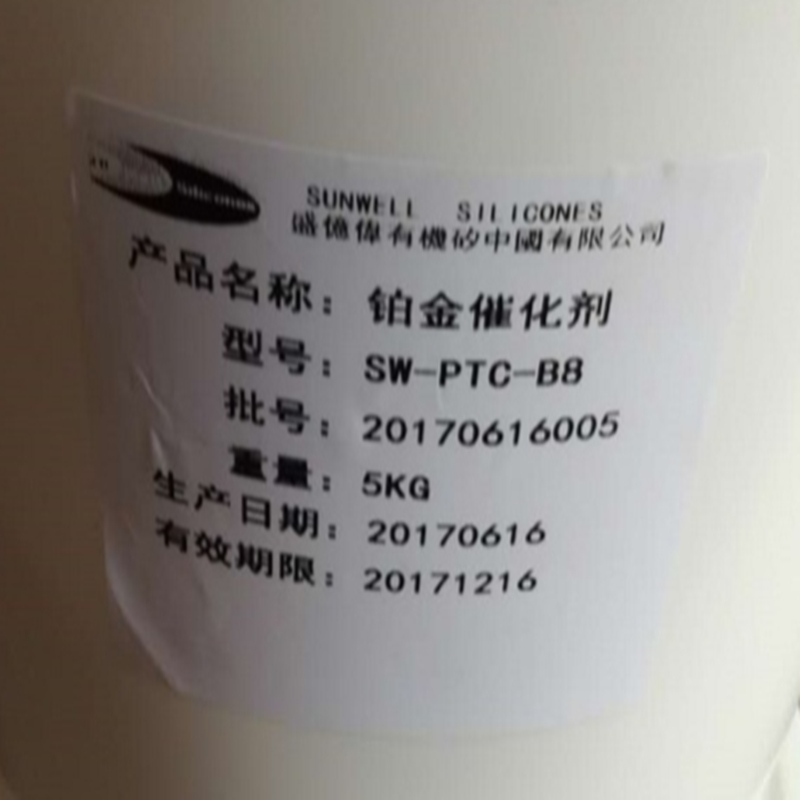 silicones
SUNWELL SILICONES
盛億偉有機矽中國有限公司
产品名称：铂金催化剂
型号：SW-PTC-B8
批号：20170616005
重量：5KG
生产日期：20170616
有效期限：20171216